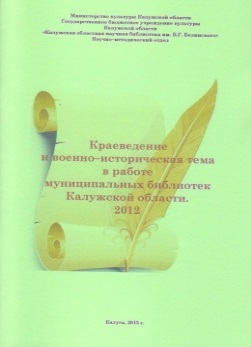 Министерство культуры Калужской области
Государственное бюджетное учреждение культуры
Калужской области
«Калужская областная научная библиотека им. В.Г. Белинского»
Научно-методический отдел
Краеведение
и военно-историческая тема
в работе
муниципальных библиотек
Калужской области.
2012
Калуга, 2013 г.